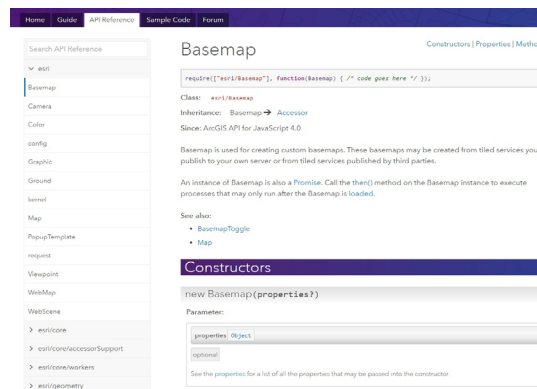 Home Guide API Reference Sample Code Forum
Search API Reference
esri
Basemap
Camera
Color
config
Graphic
Ground
kernel
Map
PopupTemplate
request
Viewpoint
WebMap
WebScene
esri/core
esri/core/accessorSupport
esri/core/workers
esri/geometry
Basemap
Constructors | Properties | Metho
require(["esri/Basemap"], function(Basemap) { /* code goes here */ });
Class: esri/Basemap
Inheritance: Basemap → Accessor
Since: ArcGIS API for JavaScript 4.0
Basemap is used for creating custom basemaps. These basemaps may be created from tiled services you
publish to your own server or from tiled services published by third parties.
An instance of Basemap is also a Promise. Call the then() method on the Basemap instance to execute
processes that may only run after the Basemap is loaded.
See also:
• BasemapToggle
• Map
Constructors
new Basemap(properties?)
Parameter:
properties Object
optional
See the properties for a list of all the properties that may be passed into the constructor.